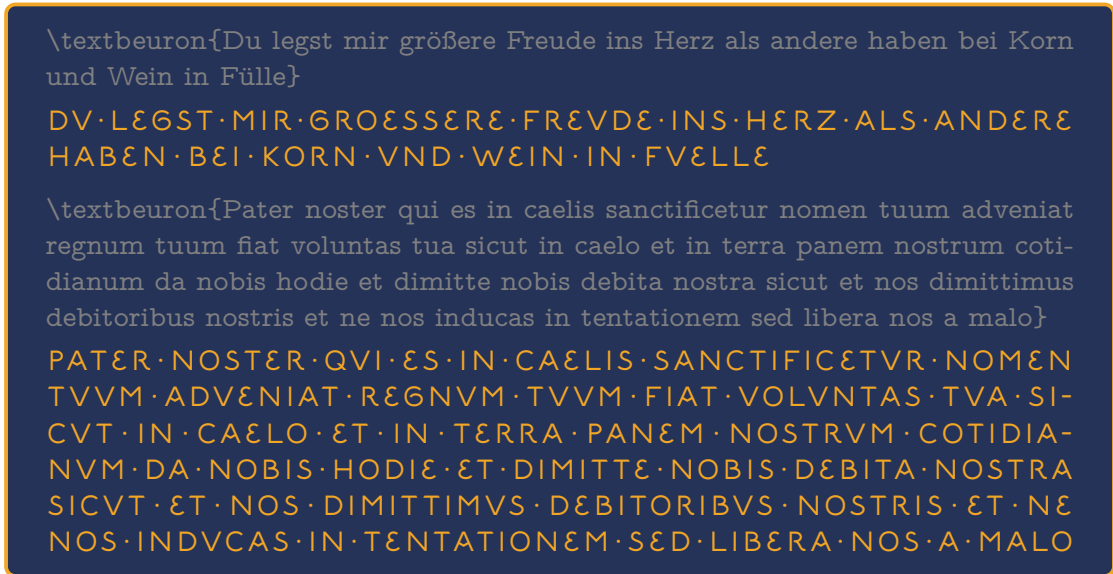 \textbeuron{Du legst mir größere Freude ins Herz als andere haben bei Korn
und Wein in Fülle}
DV·LEGST·MIR·GROESSERE·FREVDE·INS·HERZ·ALS·ANDERE
HABEN·BEI·KORN·VND·WEIN·IN·FVELLE
\textbeuron{Pater noster qui es in caelis sanctificetur nomen tuum adveniat
regnum tuum fiat voluntas tua sicut in caelo et in terra panem nostrum coti-
dianum da nobis hodie et dimitte nobis debita nostra sicut et nos dimittimus
debitoribus nostris et ne nos inducas in tentationem sed libera nos a malo}
PATER·NOSTER·QVI·ES·IN·CAELIS·SANCTIFICETVR·NOMEN
TVVM·ADVENIAT·REGNVM·TVVM·FIAT·VOLVNTAS·TVA·SI-
CVT·IN·CAELO·ET·IN·TERRA·PANEM·NOSTRVM·COTIDIA-
NVM·DA·NOBIS·HODIE·ET·DIMITTE·NOBIS·DEBITA·NOSTRA
SICVT·ET·NOS·DIMITTIMVS·DEBITORIBVS·NOSTRIS·ET·NE
NOS·INDVCAS·IN·TENTATIONEM·SED·LIBERA·NOS·A·MALO